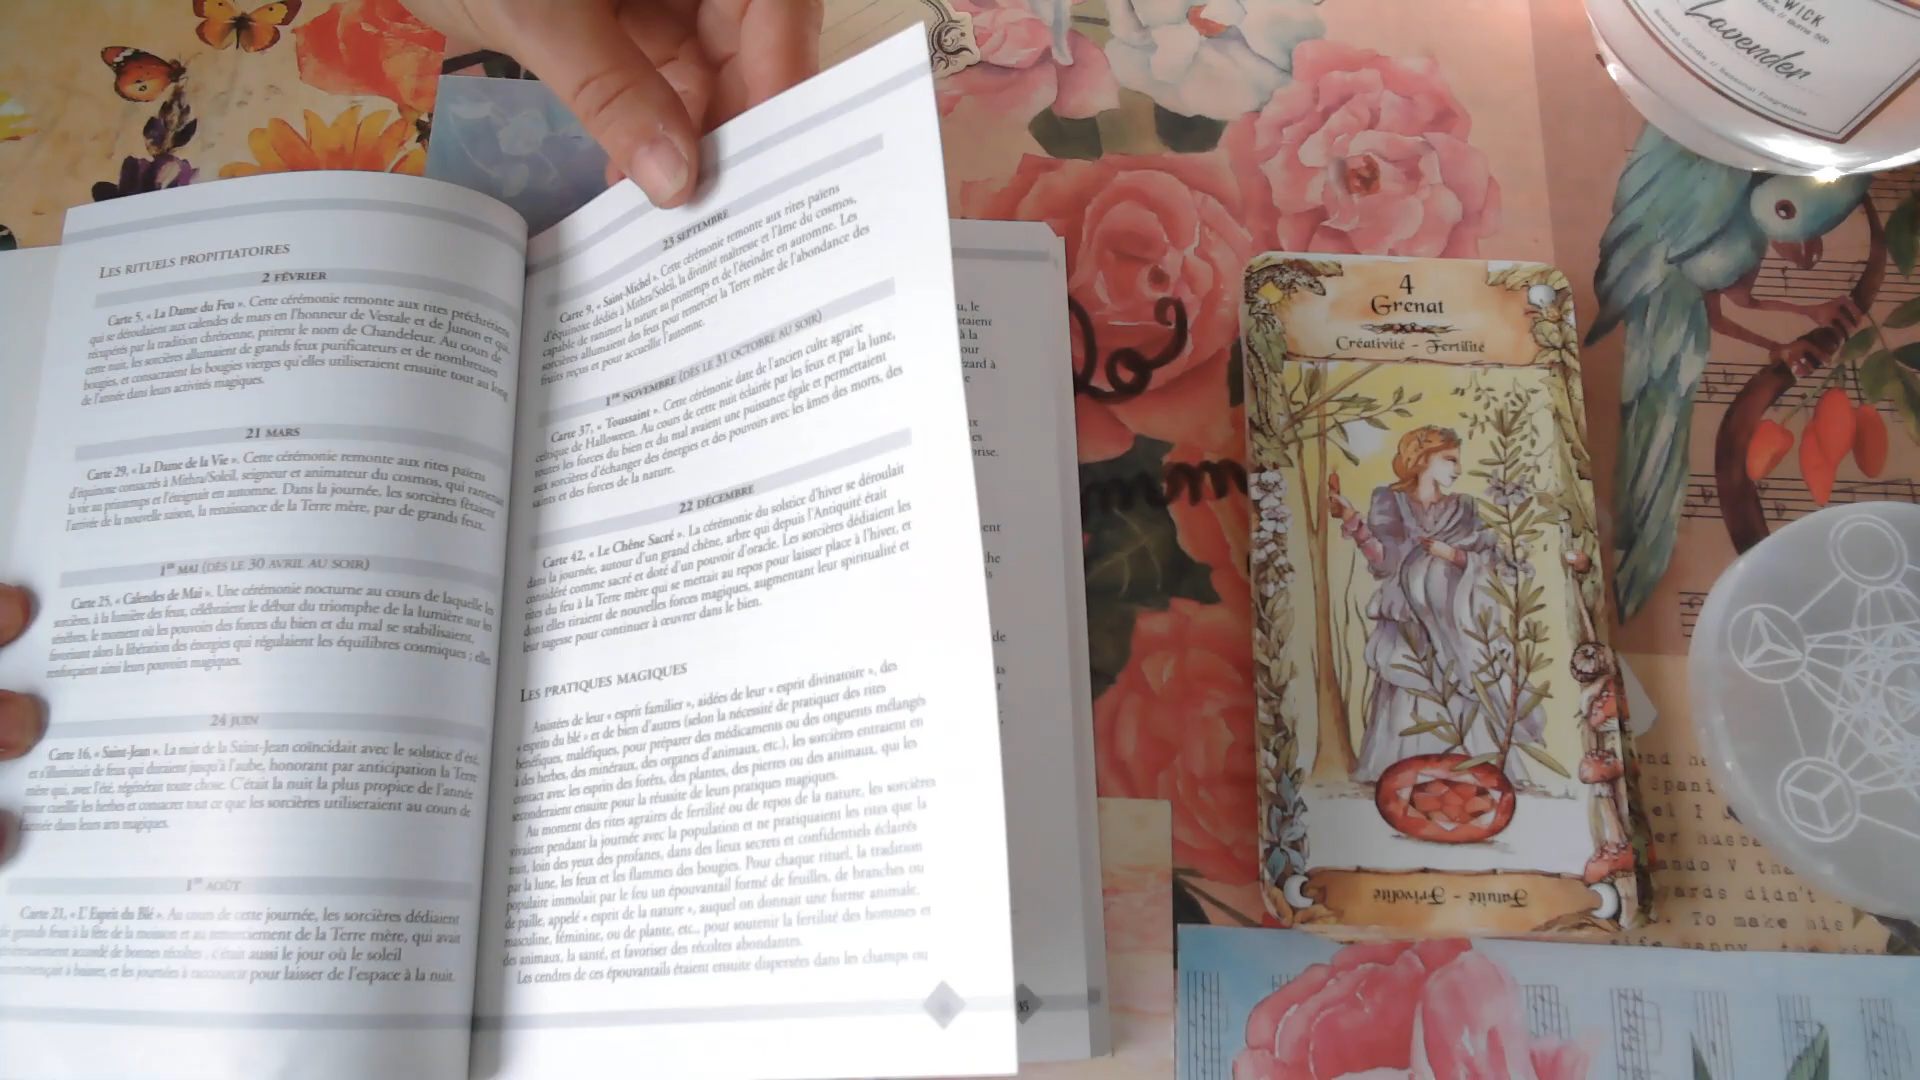 LES RITUELS PROPITIATOIRES
2 FÉVRIER
Carte 5, « La Dame du Feu ». Cette cérémonie remonte aux rites préchrétiens
qui se déroulaient aux calendes de mars en l'honneur de Vestale et de Junon et qui,
récupérés par la tradition chrétienne, prirent le nom de Chandeleur. Au cours de
cette nuit, les sorcières allumaient de grands feux purificateurs et de nombreuses
bougies, et consacraient les bougies vierges qu'elles utiliseraient ensuite tout au long
de l'année dans leurs activités magiques.
21 MARS
Carte 29, « La Dame de la Vie ». Cette cérémonie remonte aux rites païens
d'équinoxe consacrés à Mithra/Soleil, seigneur et animateur du cosmos, qui ramenait
la vie au printemps et l'éteignait en automne. Dans la journée, les sorcières fêtaient
l'arrivée de la nouvelle saison, la renaissance de la Terre mère, par de grands feux.
1er MAI (DÈS LE 30 AVRIL AU SOIR)
Carte 25, « Calendes de Mai ». Une cérémonie nocturne au cours de laquelle les
sorcières, à la lumière des feux, célébraient le début du triomphe de la lumière sur les
ténèbres, le moment où les pouvoirs des forces du bien et du mal se stabilisaient,
favorisant alors la libération des énergies qui régulaient les équilibres cosmiques ; elles
renforçaient ainsi leurs pouvoirs magiques.
24 JUIN
Carte 16, « Saint-Jean ». La nuit de la Saint-Jean coïncidait avec le solstice d'été,
et s'illuminait de feux qui duraient jusqu'à l'aube, honorant par anticipation la Terre
mère qui, avec l'été, régénérait toute chose. C'était la nuit la plus propice de l'année
pour cueillir les herbes et consacrer tout ce que les sorcières utiliseraient au cours de
l'année dans leurs arts magiques.
1er AOÛT
Carte 21, « L'Esprit du Blé ». Au cours de cette journée, les sorcières dédiaient
de grands feux à la fête de la moisson et au remerciement de la Terre mère, qui avait
accordé de bonnes récoltes ; c'était aussi le jour où le soleil
commençait à baisser, et les journées à raccourcir pour laisser de l'espace à la nuit.
23 SEPTEMBRE
Carte 9, « Saint-Michel ». Cette cérémonie remonte aux rites païens
d'équinoxe dédiés à Mithra/Soleil, la divinité maîtresse et l'âme du cosmos,
capable de ranimer la nature au printemps et de l'éteindre en automne. Les
sorcières allumaient des feux pour remercier la Terre mère de l'abondance des
fruits reçus et pour accueillir l'automne.
1er NOVEMBRE (DÈS LE 31 OCTOBRE AU SOIR)
Carte 37, « Toussaint ». Cette cérémonie date de l'ancien culte agraire
celtique de Halloween. Au cours de cette nuit éclairée par les feux et par la lune,
toutes les forces du bien et du mal avaient une puissance égale et permettaient
aux sorcières d'échanger des énergies et des pouvoirs avec les âmes des morts, des
saints et des forces de la nature.
22 DÉCEMBRE
Carte 42, « Le Chêne Sacré ». La cérémonie du solstice d'hiver se déroulait
dans la journée, autour d'un grand chêne, arbre qui depuis l'Antiquité était
considéré comme sacré et doté d'un pouvoir d'oracle. Les sorcières dédiaient les
rites du feu à la Terre mère qui se mettait au repos pour laisser place à l'hiver, et
dont elles tiraient de nouvelles forces magiques, augmentant leur spiritualité et
leur sagesse pour continuer à œuvrer dans le bien.
LES PRATIQUES MAGIQUES
Assistées de leur « esprit familier », aidées de leur « esprit divinatoire », des
« esprits du blé » et de bien d'autres (selon la nécessité de pratiquer des rites
bénéfiques, maléfiques, pour préparer des médicaments ou des onguents mélangés
à des herbes, des minéraux, des organes d'animaux, etc.), les sorcières entraient en
contact avec les esprits des forêts, des plantes, des pierres ou des animaux, qui les
seconderaient ensuite pour la réussite de leurs pratiques magiques.
Au moment des rites agraires de fertilité ou de repos de la nature, les sorcières
vivaient pendant la journée avec la population et ne pratiquaient les rites que la
nuit, loin des yeux des profanes, dans des lieux secrets et confidentiels éclairés
par la lune, les feux et les flammes des bougies. Pour chaque rituel, la tradition
populaire immolait par le feu un épouvantail formé de feuilles, de branches ou
de paille, appelé « esprit de la nature », auquel on donnait une forme animale,
masculine, féminine, ou de plante, etc., pour soutenir la fertilité des hommes et
des animaux, la santé, et favoriser des récoltes abondantes.
Les cendres de ces épouvantails étaient ensuite dispersées dans les champs ou
4
Grenat
Créativité - Fertilité
Fatuité - Frivolité
WICK
Lavender